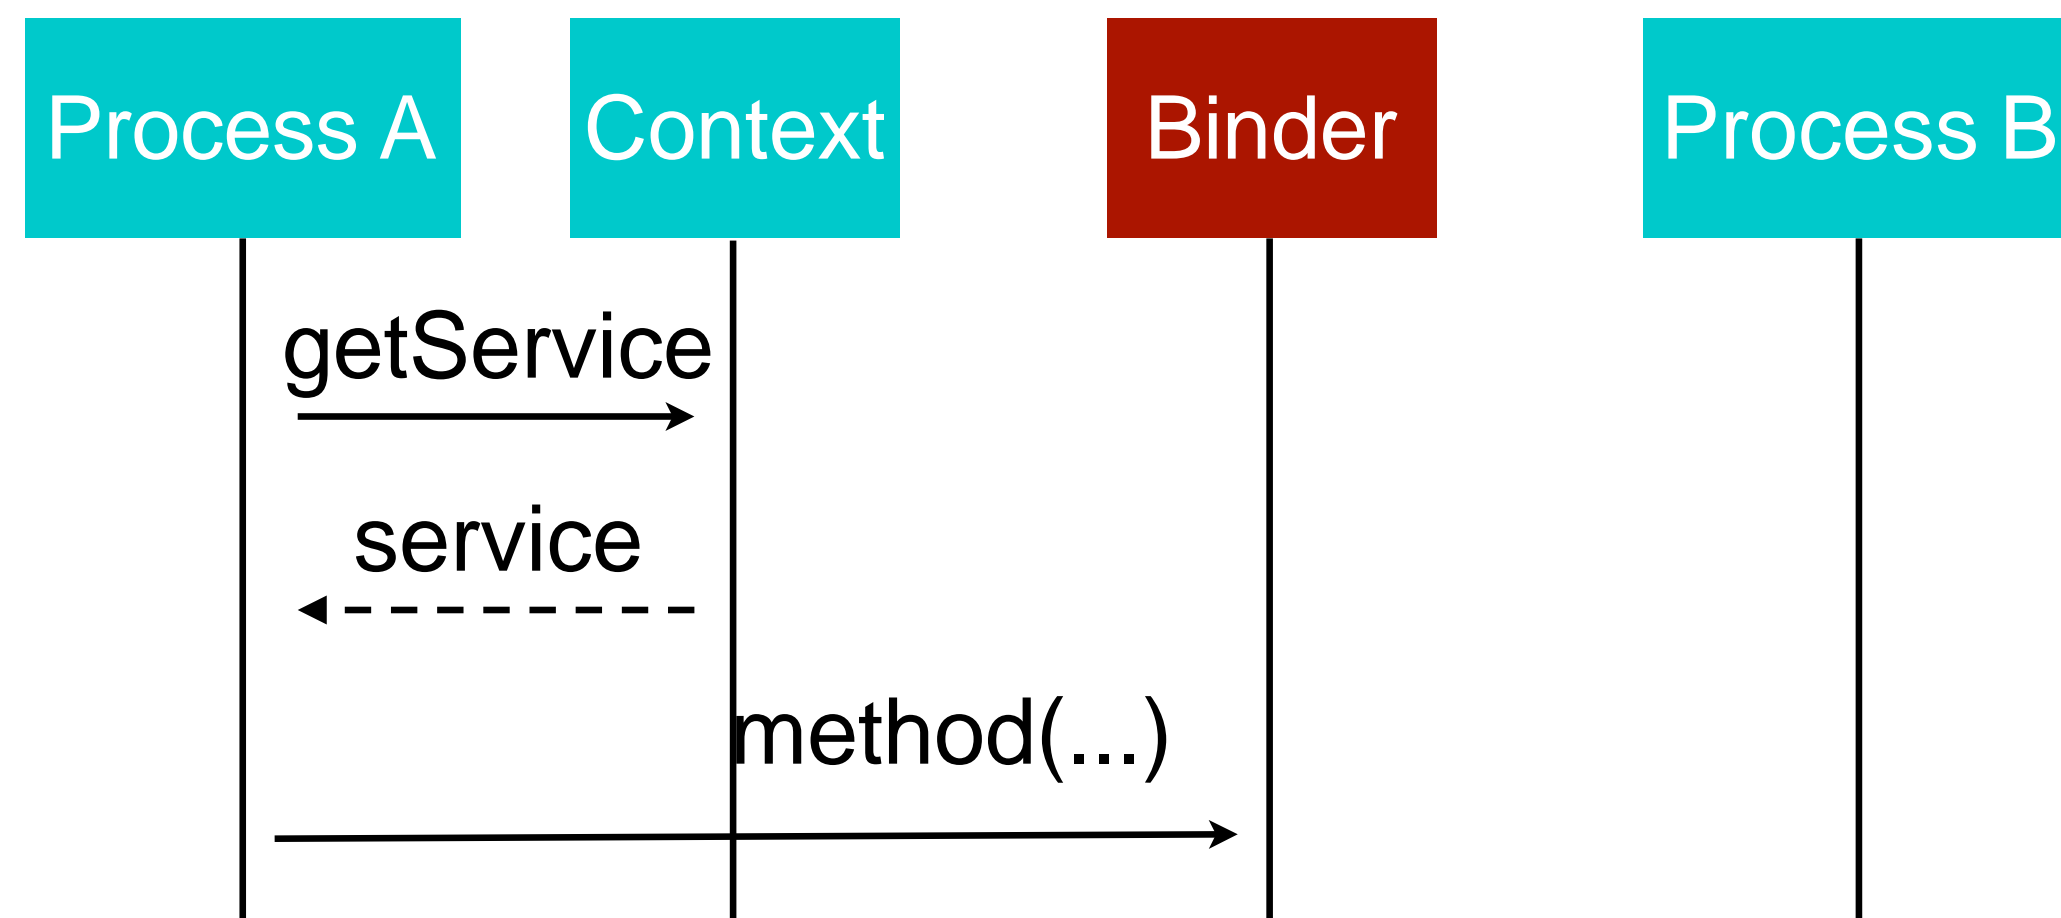 Process A
Context
Binder
Process B
getService
service
method(...)